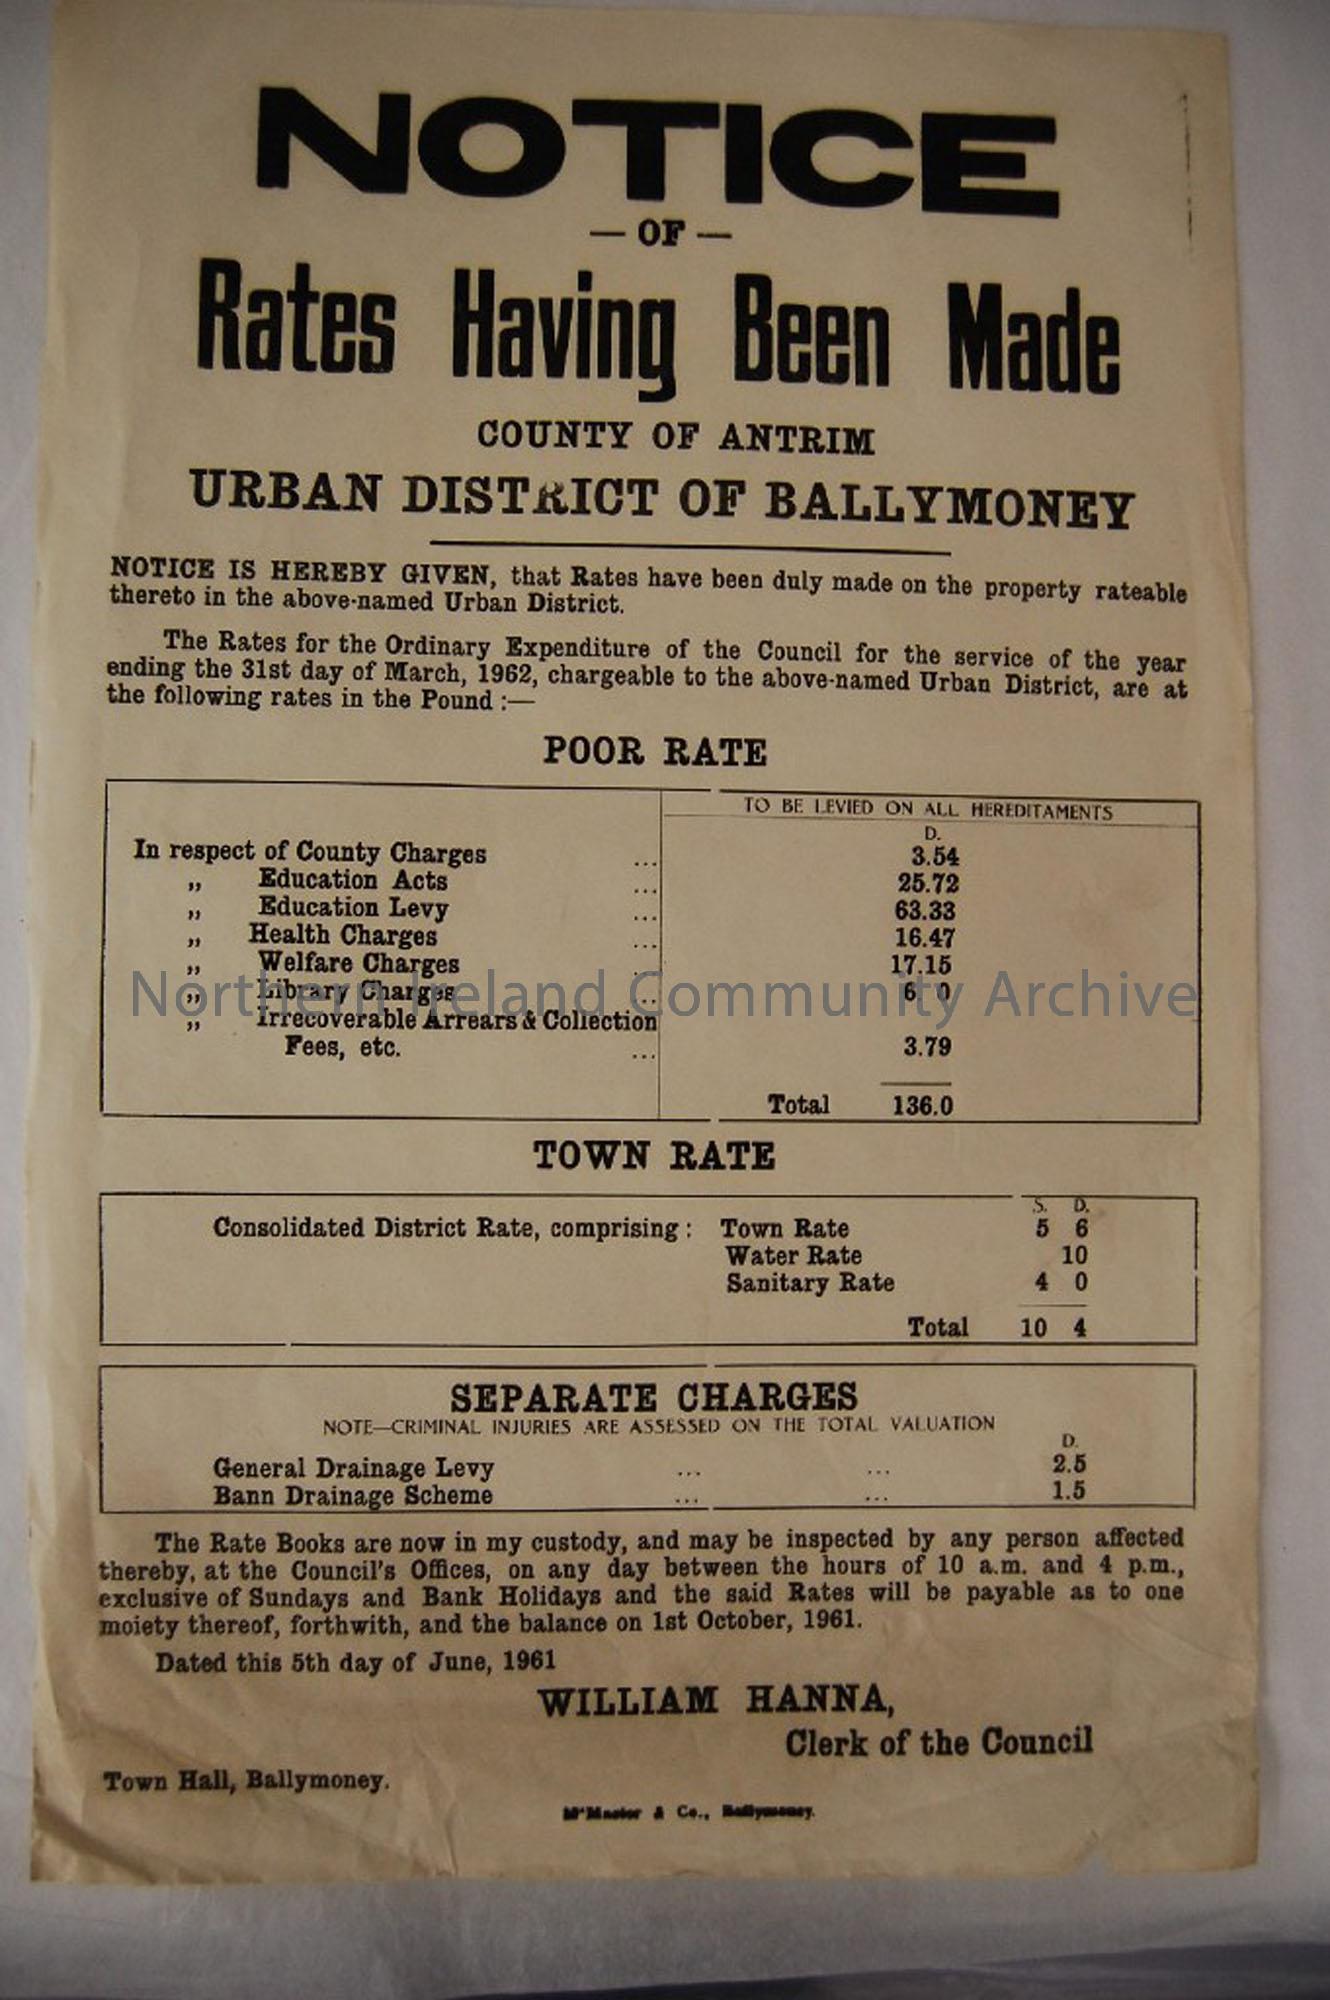 NOTICE
— OF —
Rates Having Been Made
COUNTY OF ANTRIM
URBAN DISTRICT OF BALLYMONEY
NOTICE IS HEREBY GIVEN, that Rates have been duly made on the property rateable
thereto in the above-named Urban District.
The Rates for the Ordinary Expenditure of the Council for the service of the year
ending the 31st day of March, 1962, chargeable to the above-named Urban District, are at
the following rates in the Pound :—
POOR RATE
TO BE LEVIED ON ALL HEREDITAMENTS
D.
In respect of County Charges ... 3.54
„ Education Acts ... 25.72
„ Education Levy ... 63.33
„ Health Charges ... 16.47
„ Welfare Charges ... 17.15
„ Library Charges ...
Northern Ireland Community Archive
„ Irrecoverable Arrears & Collection
Fees, etc. ... 3.79
Total 136.0
TOWN RATE
S. D.
Consolidated District Rate, comprising : Town Rate 5 6
Water Rate 10
Sanitary Rate 4 0
Total 10 4
SEPARATE CHARGES
NOTE—CRIMINAL INJURIES ARE ASSESSED ON THE TOTAL VALUATION
D.
General Drainage Levy ... ... 2.5
Bann Drainage Scheme ... ... 1.5
The Rate Books are now in my custody, and may be inspected by any person affected
thereby, at the Council's Offices, on any day between the hours of 10 a.m. and 4 p.m.,
exclusive of Sundays and Bank Holidays and the said Rates will be payable as to one
moiety thereof, forthwith, and the balance on 1st October, 1961.
Dated this 5th day of June, 1961
WILLIAM HANNA,
Clerk of the Council
Town Hall, Ballymoney.
McMaster & Co., Ballymoney.